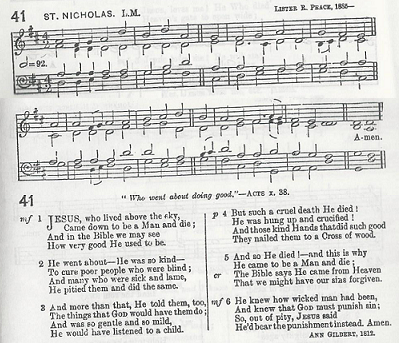 41 ST. NICHOLAS. L.M. LISTER R. PEACE, 1885—
=92.
A-men.
41
" Who went about doing good."—ACTS x. 38.
mf 1 JESUS, who lived above the sky,
Came down to be a Man and die;
And in the Bible we may see
How very good He used to be.
2 He went about—He was so kind—
To cure poor people who were blind;
And many who were sick and lame,
He pitied them and did the same.
3 And more than that, He told them, too,
The things that GOD would have them do;
And was so gentle and so mild,
He would have listened to a child.
p 4 But such a cruel death He died!
He was hung up and crucified!
And those kind Hands that did such good
They nailed them to a Cross of wood.
5 And so He died!—and this is why
He came to be a Man and die;
cr The Bible says He came from Heaven
That we might have our sins forgiven.
mf 6 He knew how wicked man had been,
And knew that GOD must punish sin;
So, out of pity, JESUS said
He'd bear the punishment instead. Amen.
ANN GILBERT, 1812.